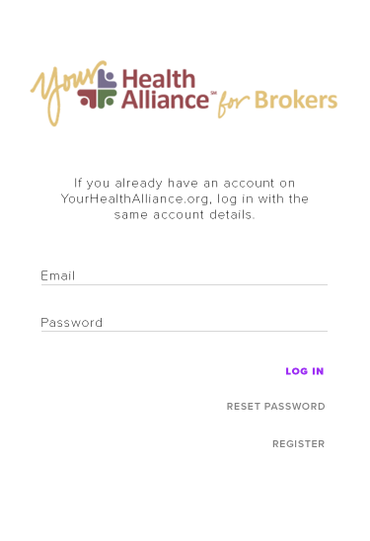 Your Health
Alliance℠ for Brokers
If you already have an account on
YourHealthAlliance.org, log in with the
same account details.
Email
Password
LOG IN
RESET PASSWORD
REGISTER